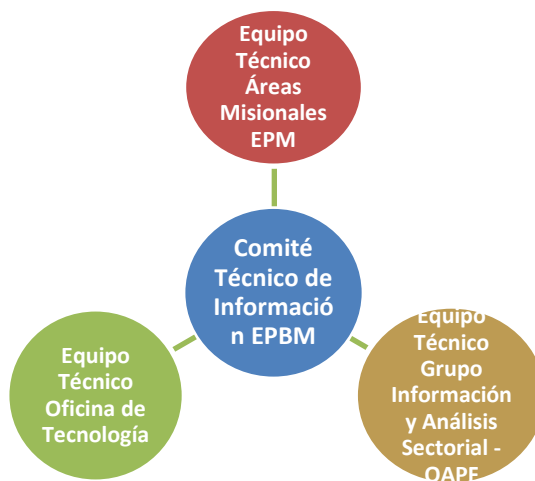 Equipo
Técnico
Áreas
Misionales
EPM
Comité
Técnico de
Informació
n EPBM
Equipo
Técnico
Oficina de
Tecnología
Equipo
Técnico
Grupo
Información
y Análisis
Sectorial -
OAPF